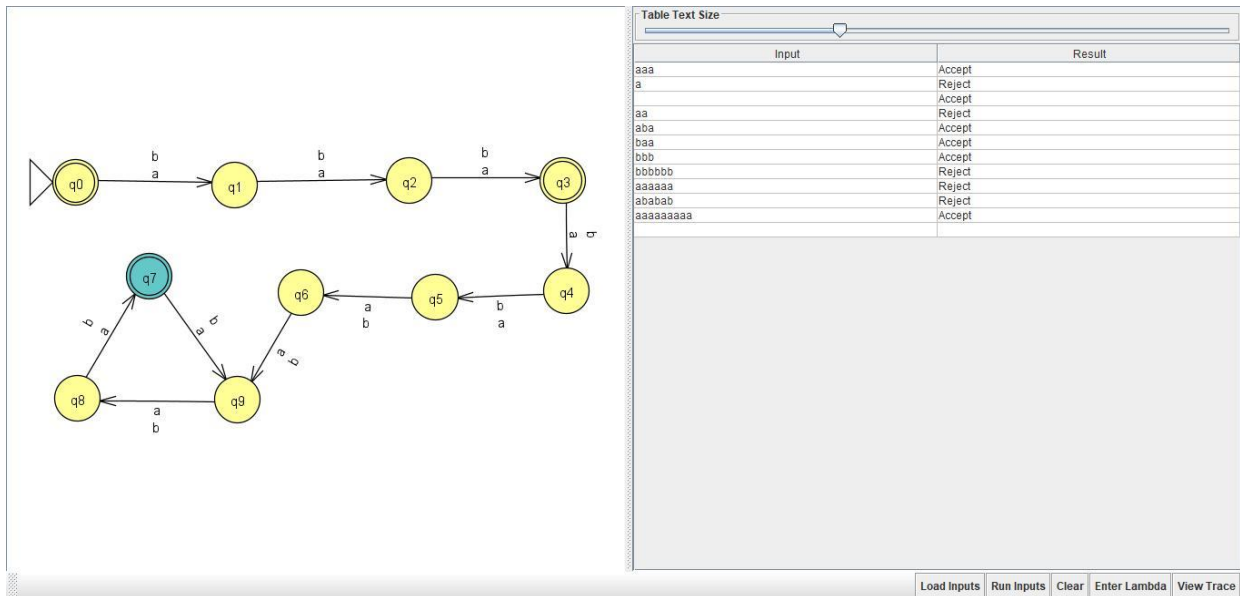 b
a
b
a
b
a
q0
q1
q2
q3
a b
q7
q6
q5
q4
a
b
b
a
b
a
a
b
a
b
q8
q9
a
b
Table Text Size
Input Result
aaa Accept
a Reject
Accept
aa Reject
aba Accept
baa Accept
bbb Accept
bbbbbb Reject
aaaaaa Reject
ababab Reject
aaaaaaaaa Accept
Load Inputs Run Inputs Clear Enter Lambda View Trace